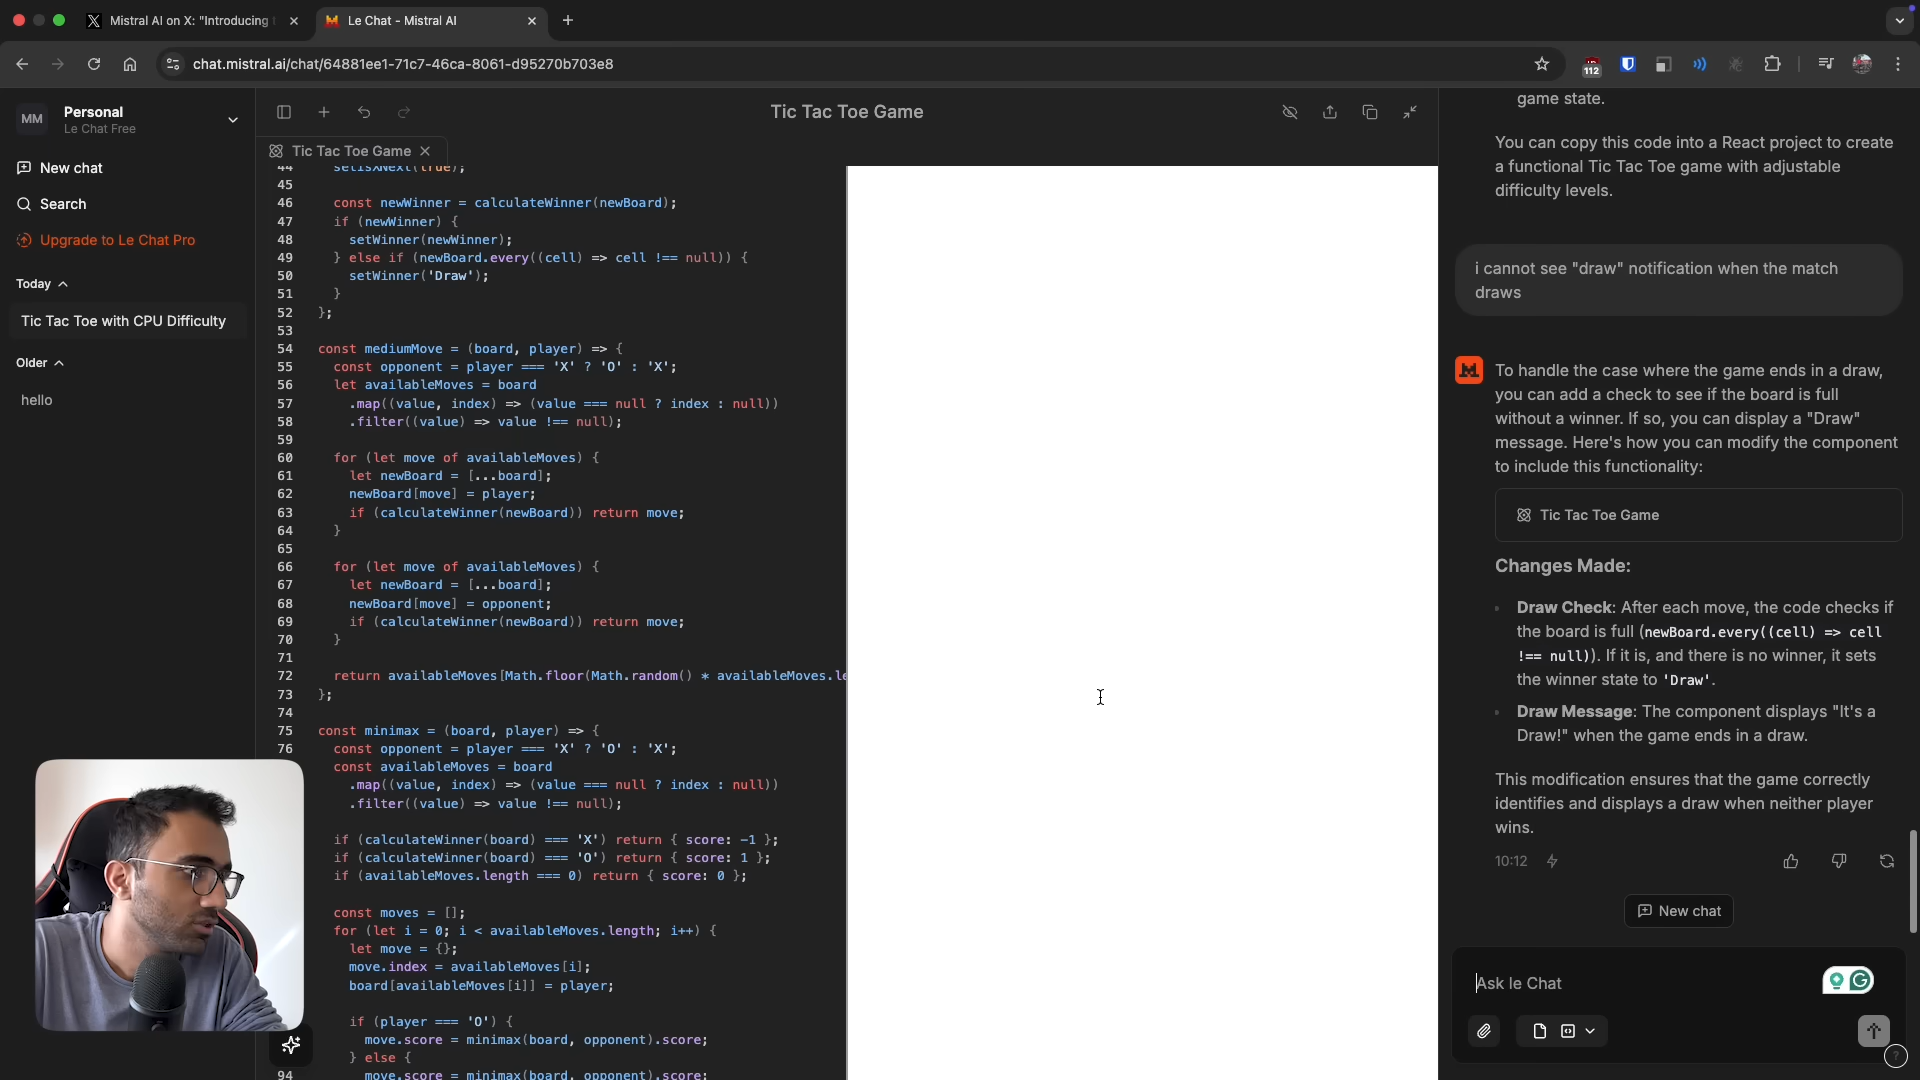 Mistral AI on X: "Introducing
Le Chat - Mistral AI
chat.mistral.ai/chat/64881ee1-71c7-46ca-8061-d95270b703e8
112
MM
Personal
Le Chat Free
New chat
Search
Upgrade to Le Chat Pro
Today
Tic Tac Toe with CPU Difficulty
Older
hello
Tic Tac Toe Game
Tic Tac Toe Game
44 setIsXNext(true);
45
46 const newWinner = calculateWinner(newBoard);
47 if (newWinner) {
48 setWinner(newWinner);
49 } else if (newBoard.every((cell) => cell !== null)) {
50 setWinner('Draw');
51 }
52 };
53
54 const mediumMove = (board, player) => {
55 const opponent = player === 'X' ? 'O' : 'X';
56 let availableMoves = board
57 .map((value, index) => (value === null ? index : null))
58 .filter((value) => value !== null);
59
60 for (let move of availableMoves) {
61 let newBoard = [...board];
62 newBoard[move] = player;
63 if (calculateWinner(newBoard)) return move;
64 }
65
66 for (let move of availableMoves) {
67 let newBoard = [...board];
68 newBoard[move] = opponent;
69 if (calculateWinner(newBoard)) return move;
70 }
71
72 return availableMoves[Math.floor(Math.random() * availableMoves.le
73 };
74
75 const minimax = (board, player) => {
76 const opponent = player === 'X' ? 'O' : 'X';
const availableMoves = board
.map((value, index) => (value === null ? index : null))
.filter((value) => value !== null);
if (calculateWinner(board) === 'X') return { score: -1 };
if (calculateWinner(board) === 'O') return { score: 1 };
if (availableMoves.length === 0) return { score: 0 };
const moves = [];
for (let i = 0; i < availableMoves.length; i++) {
let move = {};
move.index = availableMoves[i];
board[availableMoves[i]] = player;
if (player === 'O') {
move.score = minimax(board, opponent).score;
} else {
94 move.score = minimax(board, opponent).score;
game state.
You can copy this code into a React project to create
a functional Tic Tac Toe game with adjustable
difficulty levels.
i cannot see "draw" notification when the match
draws
To handle the case where the game ends in a draw,
you can add a check to see if the board is full
without a winner. If so, you can display a "Draw"
message. Here's how you can modify the component
to include this functionality:
Tic Tac Toe Game
Changes Made:
Draw Check: After each move, the code checks if
the board is full (newBoard.every((cell) => cell
!== null)). If it is, and there is no winner, it sets
the winner state to 'Draw'.
Draw Message: The component displays "It's a
Draw!" when the game ends in a draw.
This modification ensures that the game correctly
identifies and displays a draw when neither player
wins.
10:12
New chat
Ask le Chat
?